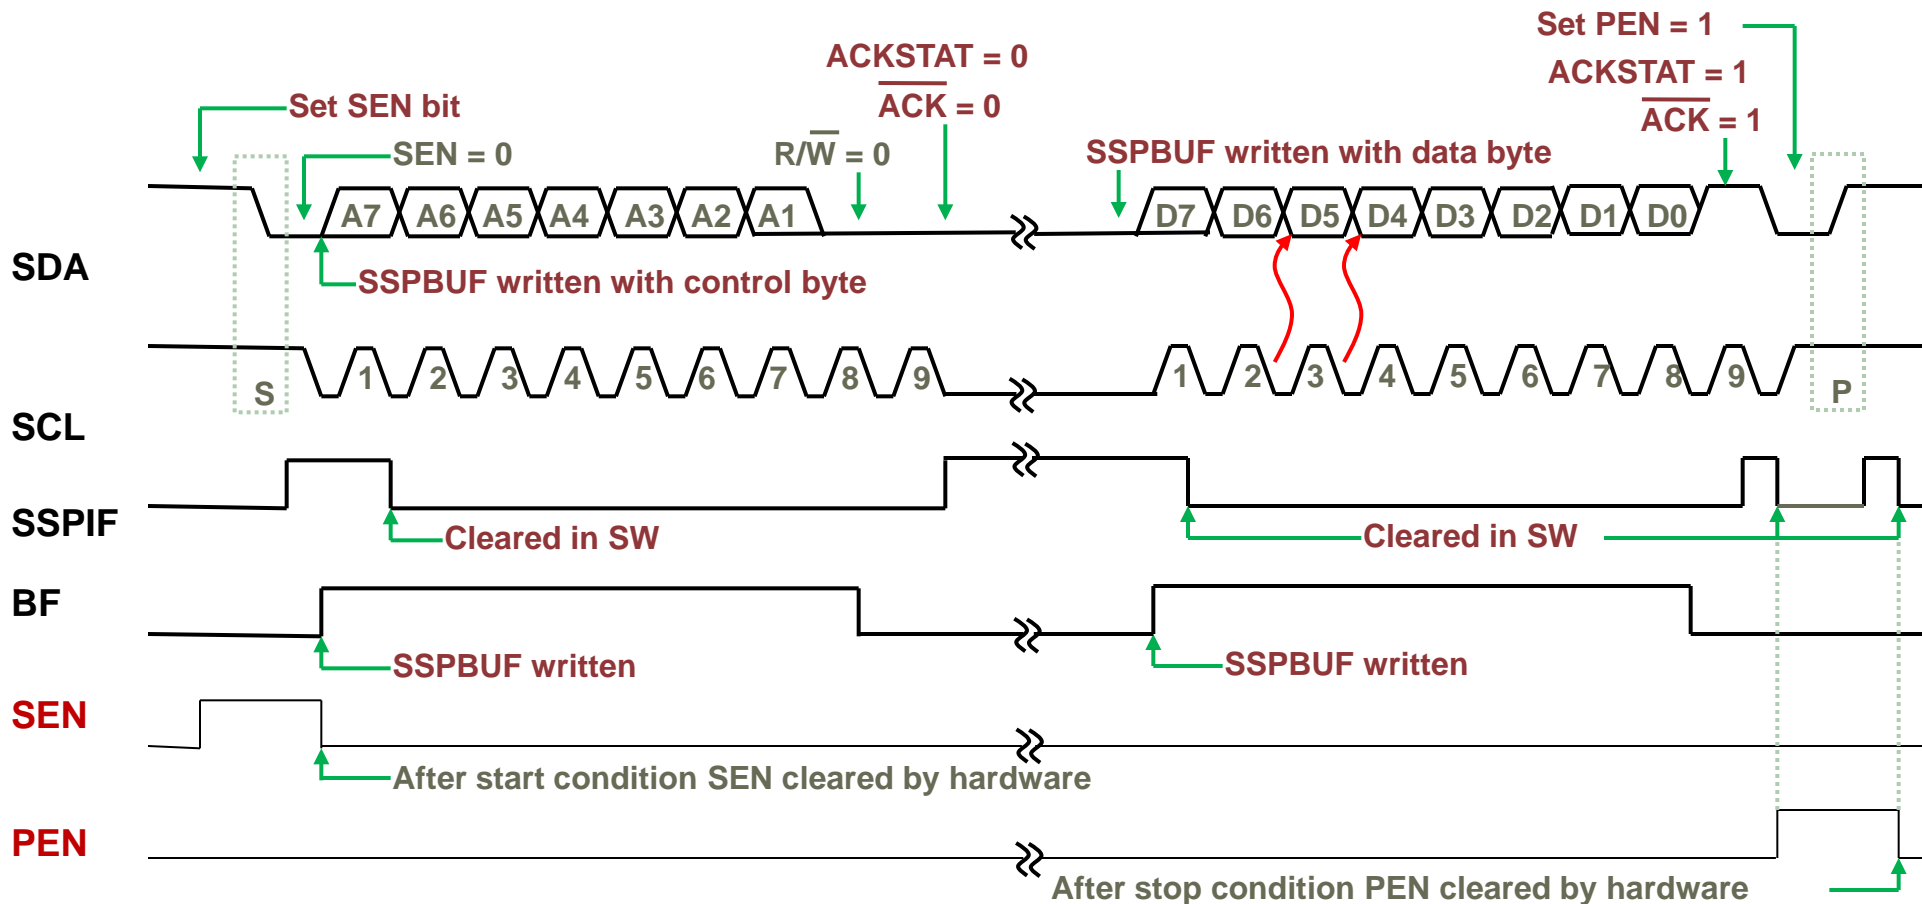 Set PEN = 1
ACKSTAT = 0
ACKSTAT = 1
Set SEN bit
ACK = 0
ACK = 1
SEN = 0
R/W = 0
SSPBUF written with data byte
A7 A6 A5 A4 A3 A2 A1
D7 D6 D5 D4 D3 D2 D1 D0
SDA
SSPBUF written with control byte
1 2 3 4 5 6 7 8 9
1 2 3 4 5 6 7 8 9
S
P
SCL
SSPIF
Cleared in SW
Cleared in SW
BF
SSPBUF written
SSPBUF written
SEN
After start condition SEN cleared by hardware
PEN
After stop condition PEN cleared by hardware